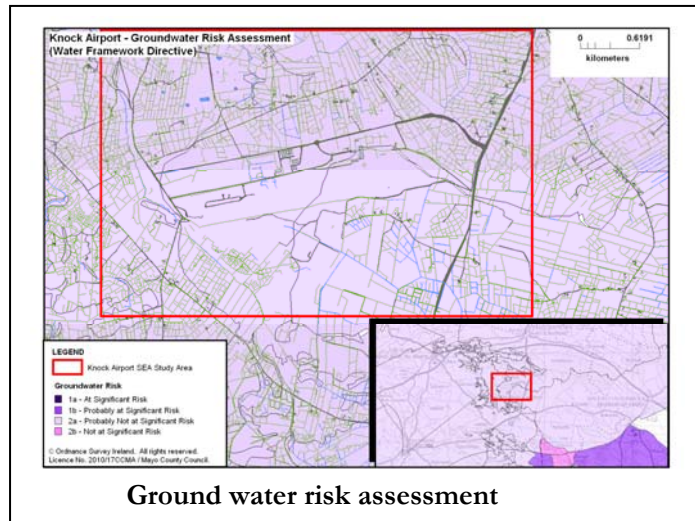 Knock Airport - Groundwater Risk Assessment
(Water Framework Directive)
0 0.6191
kilometers
LEGEND
Knock Airport SEA Study Area
Groundwater Risk
1a - At Significant Risk
1b - Probably at Significant Risk
2a - Probably Not at Significant Risk
2b - Not at Significant Risk
© Ordnance Survey Ireland. All rights reserved.
Licence No. 2010/17CCMA / Mayo County Council.
Ground water risk assessment